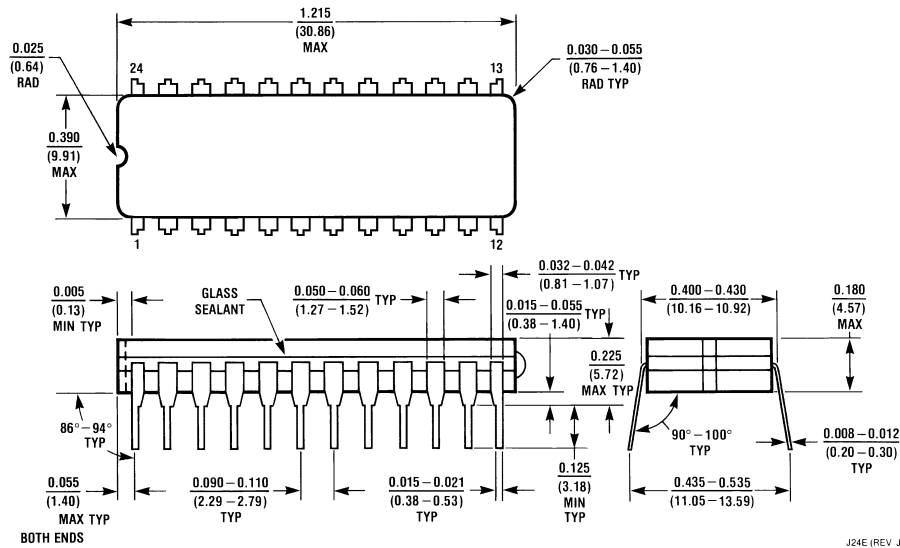 1.215
(30.86)
MAX
0.025
(0.64)
RAD
24
13
0.030–0.055
(0.76–1.40)
RAD TYP
0.390
(9.91)
MAX
1
12
0.005
(0.13)
MIN TYP
GLASS
SEALANT
0.050–0.060
(1.27–1.52)
TYP
0.032–0.042
(0.81–1.07)
TYP
0.015–0.055
(0.38–1.40)
TYP
0.400–0.430
(10.16–10.92)
0.180
(4.57)
MAX
0.225
(5.72)
MAX TYP
86°–94°
TYP
90°–100°
TYP
0.008–0.012
(0.20–0.30)
TYP
0.055
(1.40)
MAX TYP
BOTH ENDS
0.090–0.110
(2.29–2.79)
TYP
0.015–0.021
(0.38–0.53)
TYP
0.125
(3.18)
MIN
TYP
0.435–0.535
(11.05–13.59)
J24E (REV J